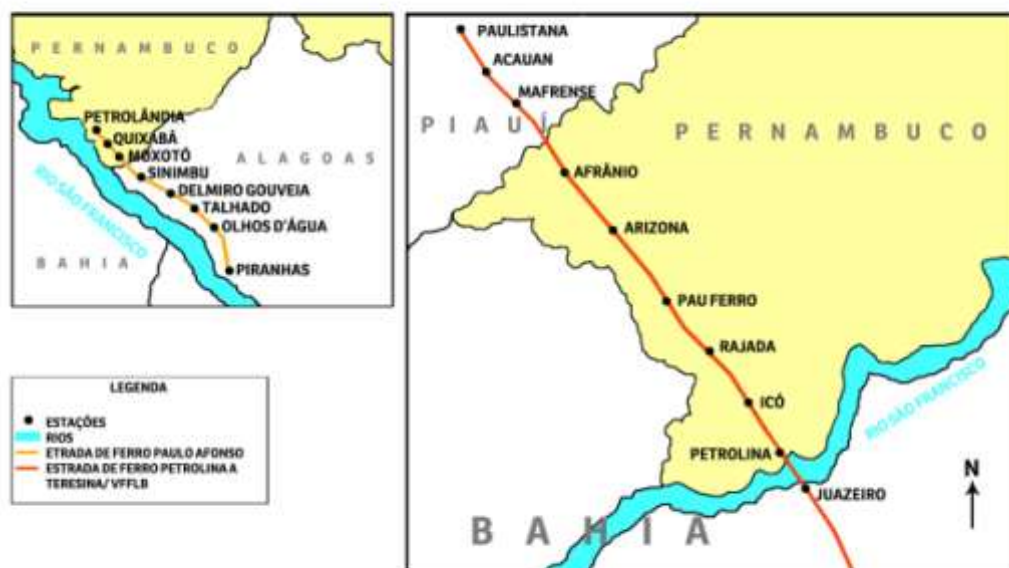 PERNAMBUCO
PETROLÂNDIA
QUIXABÁ
MOXOTÓ
ALAGOAS
SINIMBU
DELMIRO GOUVEIA
TALHADO
OLHOS D'ÁGUA
RIO SÃO FRANCISCO
BAHIA
PIRANHAS
LEGENDA
ESTAÇÕES
RIOS
ETRADA DE FERRO PAULO AFONSO
ESTRADA DE FERRO PETROLINA A
TERESINA/ VFFLB
PAULISTANA
ACAUAN
MAFRENSE
PIAUÍ
PERNAMBUCO
AFRÂNIO
ARIZONA
PAU FERRO
RAJADA
ICÓ
RIO SÃO FRANCISCO
PETROLINA
JUAZEIRO
N
BAHIA